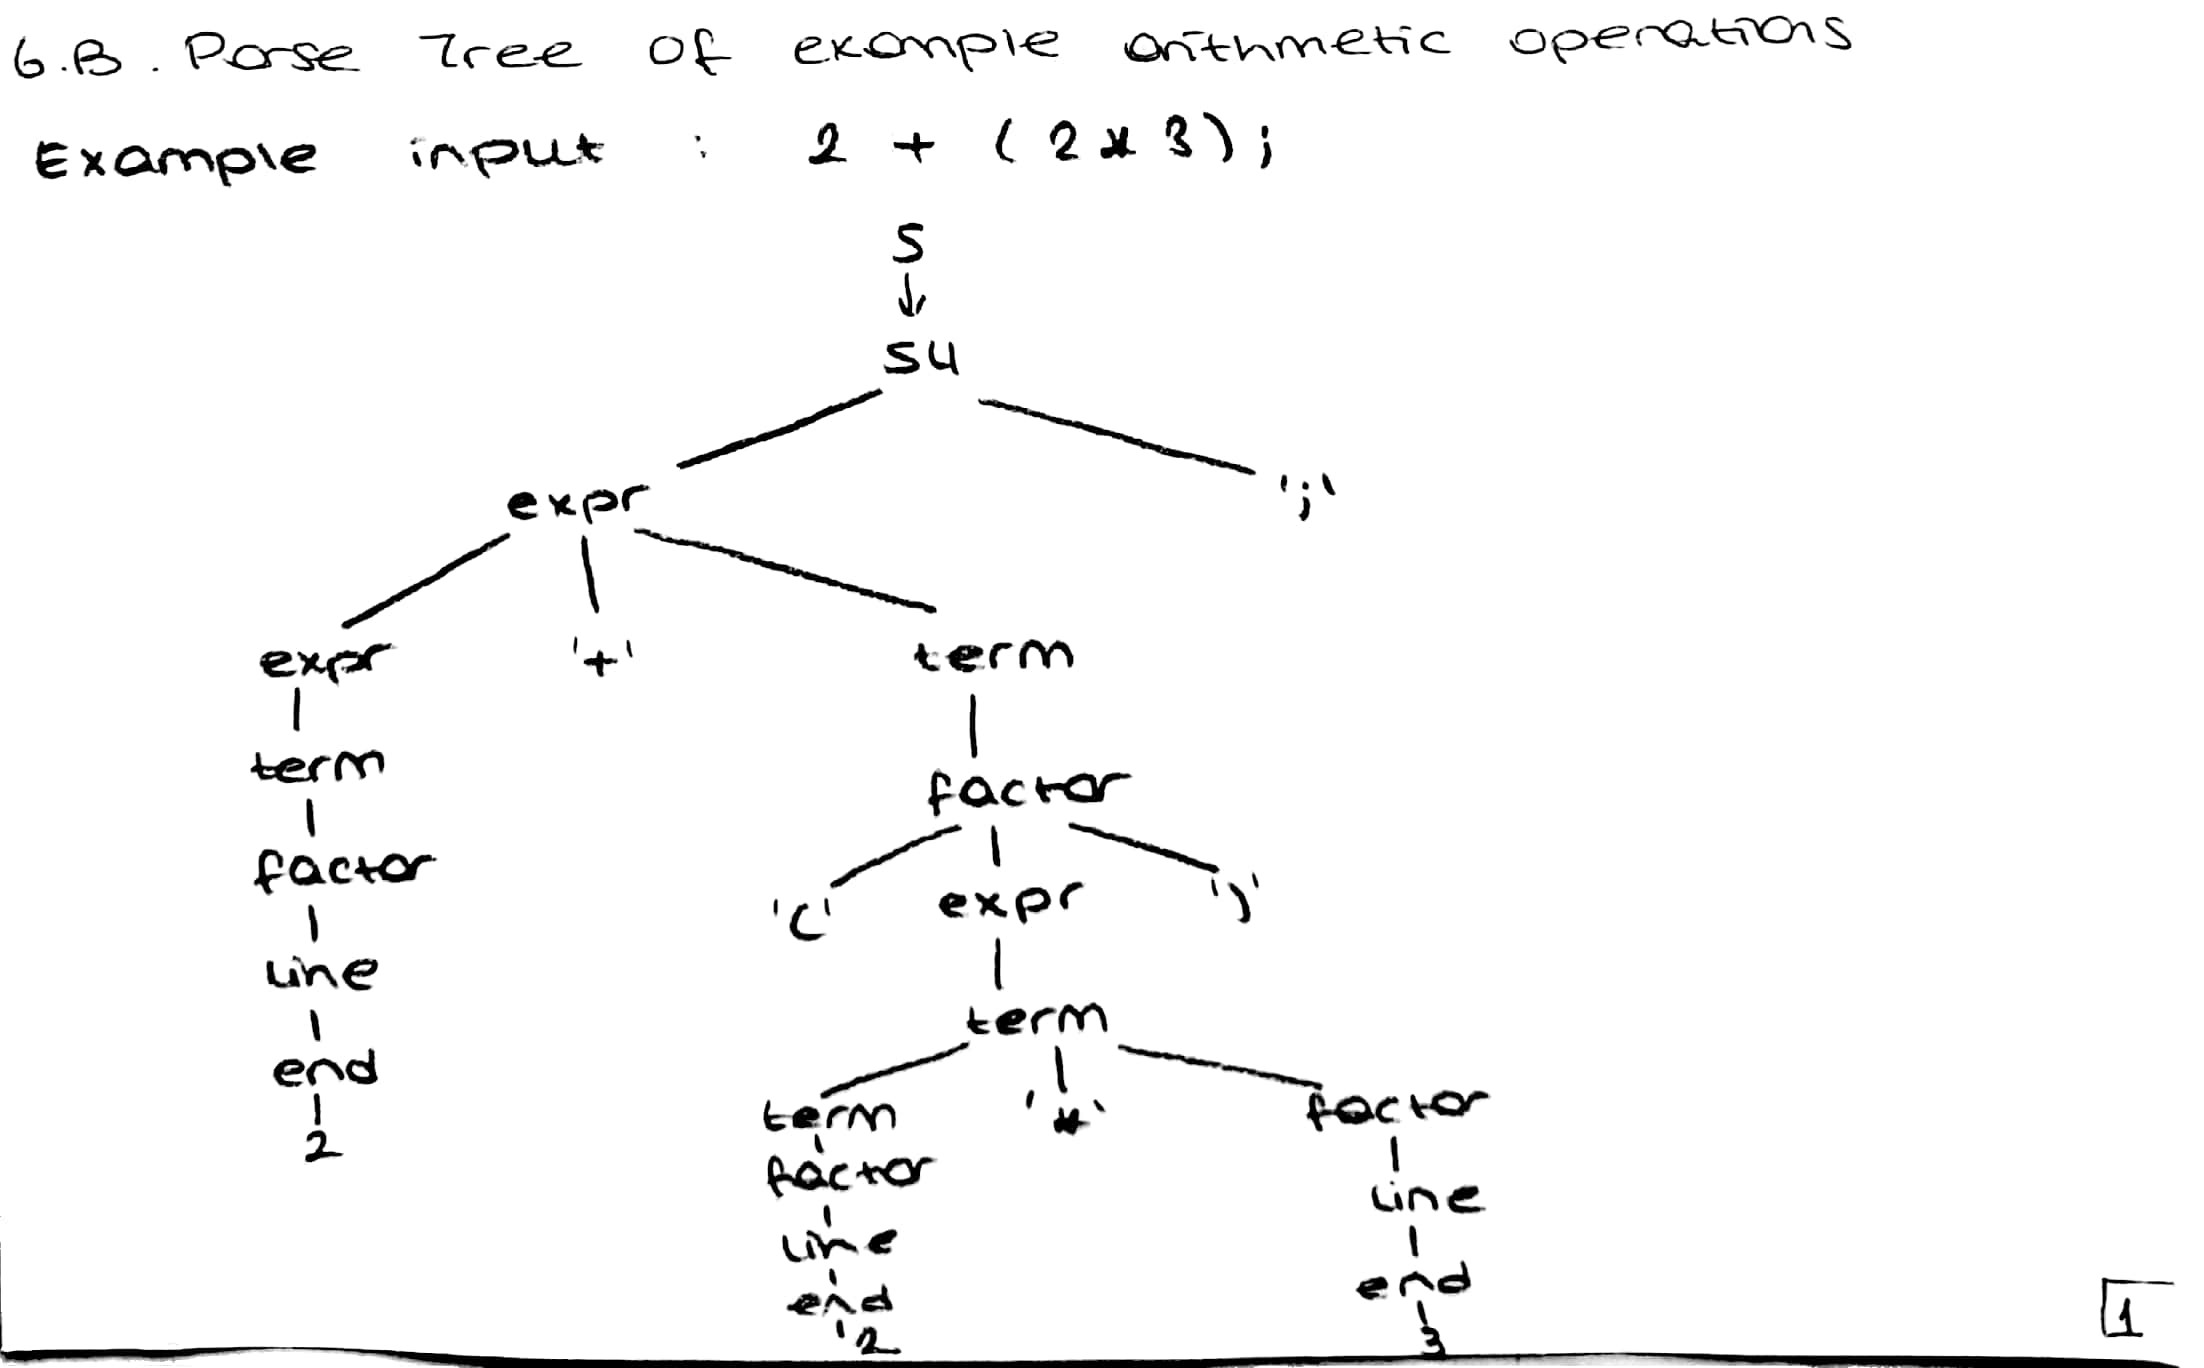 6.B. Parse Tree Of example arithmetic operations
Example input : 2 + (2 * 3);
S
S4
expr ';'
expr '+' term
term factor
factor '(' expr ')'
line term
end term '*' factor
2 factor line
line end
end 3
2
1